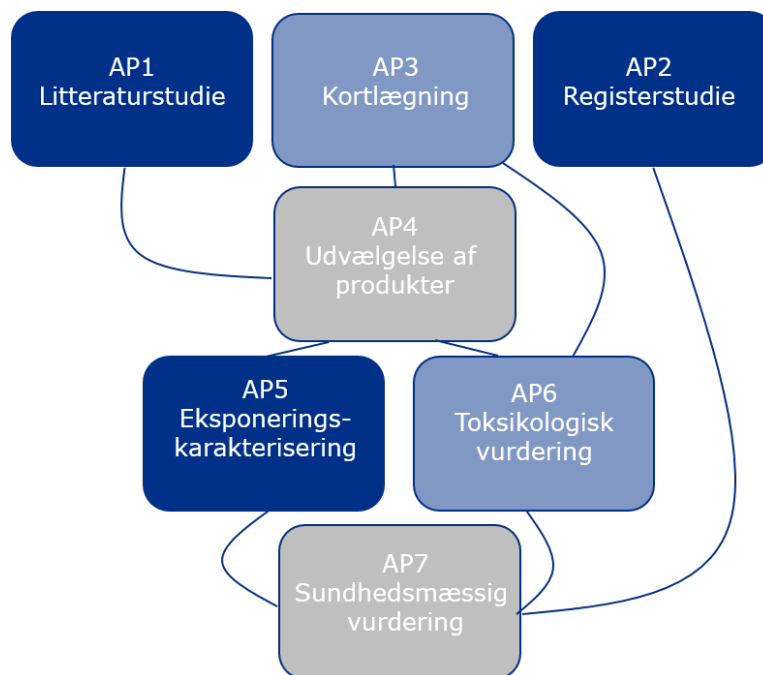 AP1
Litteraturstudie
AP3
Kortlægning
AP2
Registerstudie
AP4
Udvælgelse af
produkter
AP5
Eksponerings-
karakterisering
AP6
Toksikologisk
vurdering
AP7
Sundhedsmæssig
vurdering